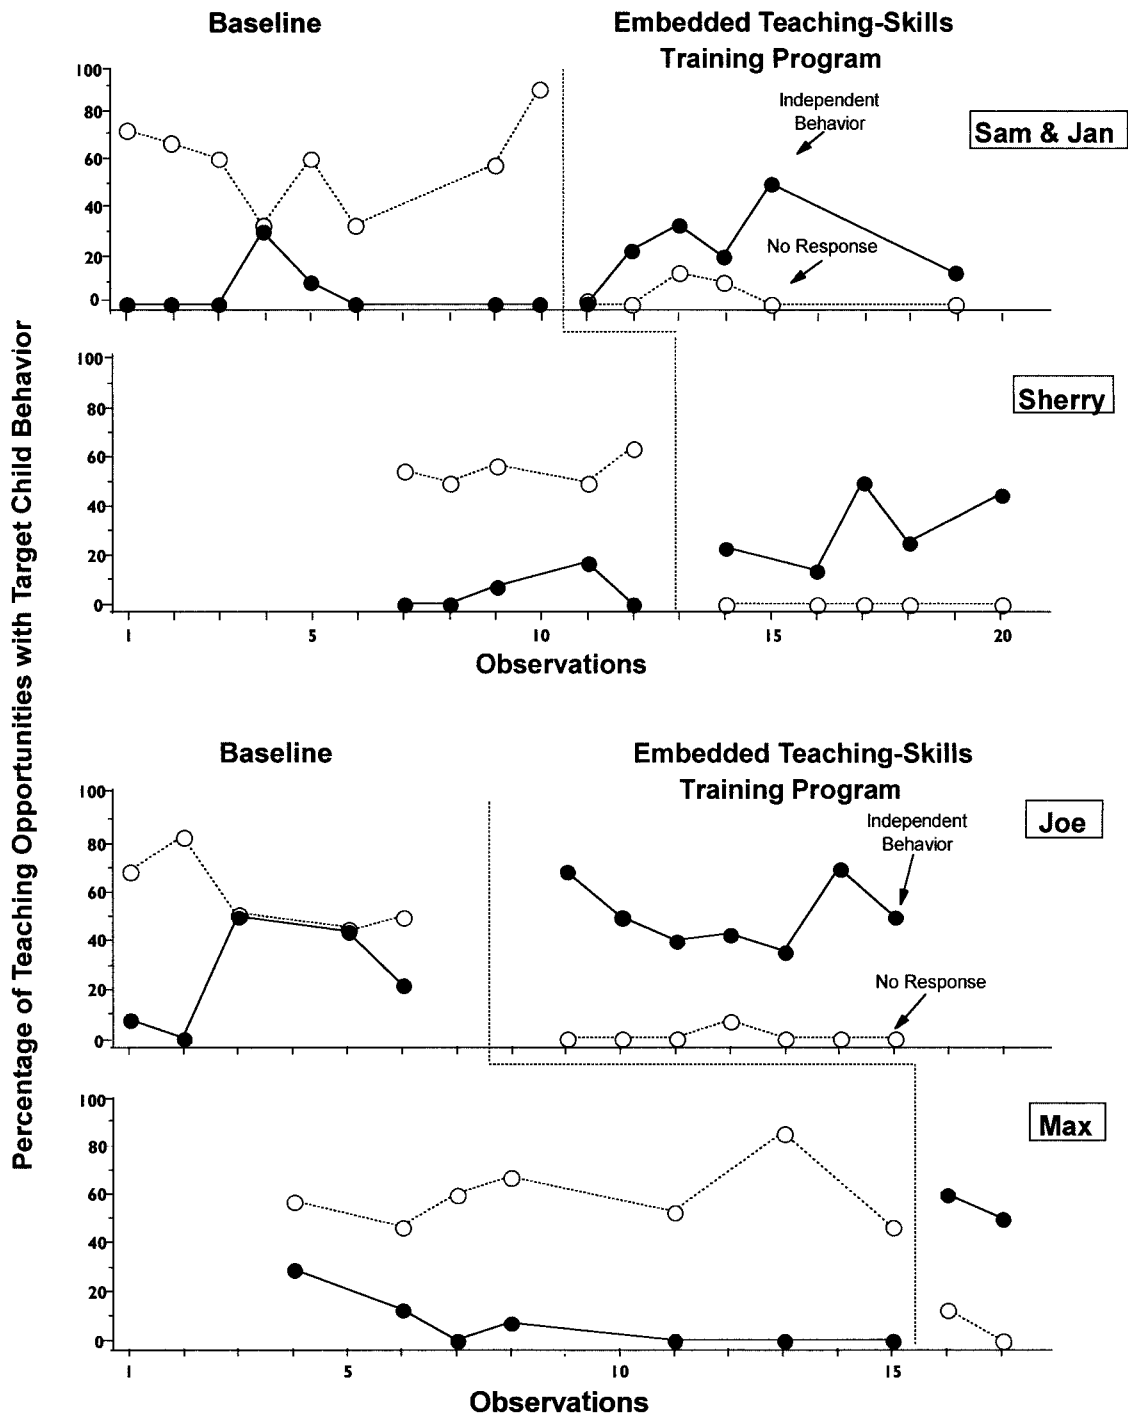 Baseline
Embedded Teaching-Skills
Training Program
Independent
Behavior
Sam & Jan
No Response
100
80
60
40
20
0
Sherry
100
80
60
40
20
0
1 5 10 15 20
Observations
Percentage of Teaching Opportunities with Target Child Behavior
Baseline
Embedded Teaching-Skills
Training Program
Independent
Behavior
Joe
No Response
100
80
60
40
20
0
Max
100
80
60
40
20
0
1 5 10 15
Observations